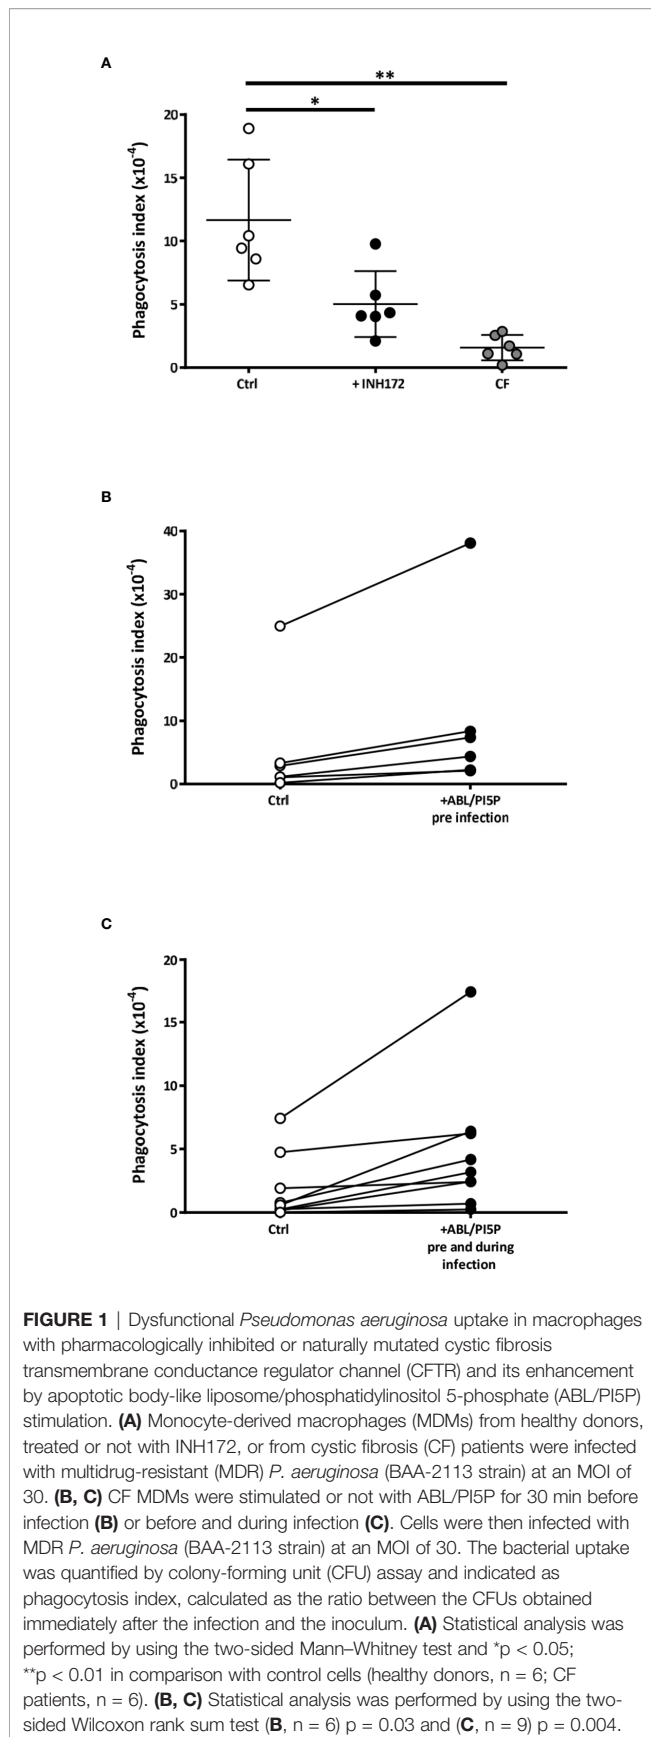 A
**
*
20
15
10
5
0
Phagocytosis index (x10-4)
Ctrl
+ INH172
CF
B
40
30
20
10
0
Phagocytosis index (x10-4)
Ctrl
+ABL/PI5P
pre infection
C
20
15
10
5
0
Phagocytosis index (x10-4)
Ctrl
+ABL/PI5P
pre and during
infection
FIGURE 1 | Dysfunctional Pseudomonas aeruginosa uptake in macrophages
with pharmacologically inhibited or naturally mutated cystic fibrosis
transmembrane conductance regulator channel (CFTR) and its enhancement
by apoptotic body-like liposome/phosphatidylinositol 5-phosphate (ABL/PI5P)
stimulation. (A) Monocyte-derived macrophages (MDMs) from healthy donors,
treated or not with INH172, or from cystic fibrosis (CF) patients were infected
with multidrug-resistant (MDR) P. aeruginosa (BAA-2113 strain) at an MOI of
30. (B, C) CF MDMs were stimulated or not with ABL/PI5P for 30 min before
infection (B) or before and during infection (C). Cells were then infected with
MDR P. aeruginosa (BAA-2113 strain) at an MOI of 30. The bacterial uptake
was quantified by colony-forming unit (CFU) assay and indicated as
phagocytosis index, calculated as the ratio between the CFUs obtained
immediately after the infection and the inoculum. (A) Statistical analysis was
performed by using the two-sided Mann–Whitney test and *p < 0.05;
**p < 0.01 in comparison with control cells (healthy donors, n = 6; CF
patients, n = 6). (B, C) Statistical analysis was performed by using the two-
sided Wilcoxon rank sum test (B, n = 6) p = 0.03 and (C, n = 9) p = 0.004.